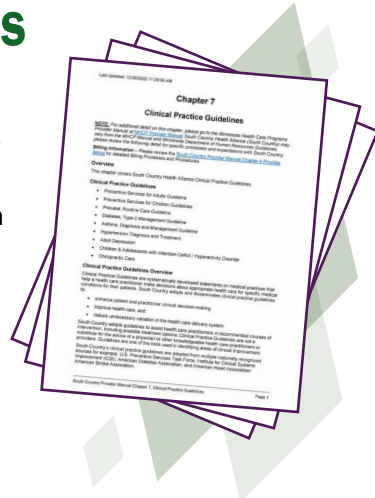 s
Last Updated: 12/06/2022 11:29:00 AM
Chapter 7
Clinical Practice Guidelines
NOTE: For additional detail on this chapter, please go to the Minnesota Health Care Programs
Provider Manual at MHCP Provider Manual. South Country Health Alliance (South Country) may
vary from the MHCP Manual and Minnesota Department of Human Resources Guidelines;
please review the following detail for specific processes and expectations with South Country.
Billing Information – Please review the South Country Provider Manual Chapter 4 Provider
Billing for detailed Billing Processes and Procedures.
Overview
This chapter covers South Country Health Alliance Clinical Practice Guidelines.
Clinical Practice Guidelines
• Preventive Services for Adults Guideline
• Preventive Services for Children Guidelines
• Prenatal, Routine Care Guideline
• Diabetes, Type 2 Management Guideline
• Asthma, Diagnosis and Management Guideline
• Hypertension Diagnosis and Treatment
• Adult Depression
• Children & Adolescents with Attention Deficit / Hyperactivity Disorder
• Chiropractic Care
Clinical Practice Guidelines Overview
Clinical Practice Guidelines are systematically developed statements on medical practices that
help a health care practitioner make decisions about appropriate health care for specific medical
conditions for their patients. South Country adopts and disseminates clinical practice guidelines
to:
• enhance patient and practitioner clinical decision-making
• improve health care, and
• reduce unnecessary variation in the health care delivery system.
South Country adopts guidelines to assist health care practitioners in recommended courses of
intervention, including possible treatment options. Clinical Practice Guidelines are not a
substitute for the advice of a physician or other knowledgeable health care practitioners or
providers. Guidelines are one of the tools used in identifying areas of clinical improvement.
South Country's clinical practice guidelines are adopted from multiple nationally recognized
sources for example: U.S. Preventive Services Task Force, Institute for Clinical Systems
Improvement (ICSI), American Diabetes Association, and American Heart Association/
American Stroke Association.
South Country Provider Manual Chapter 7, Clinical Practice Guidelines
Page 1